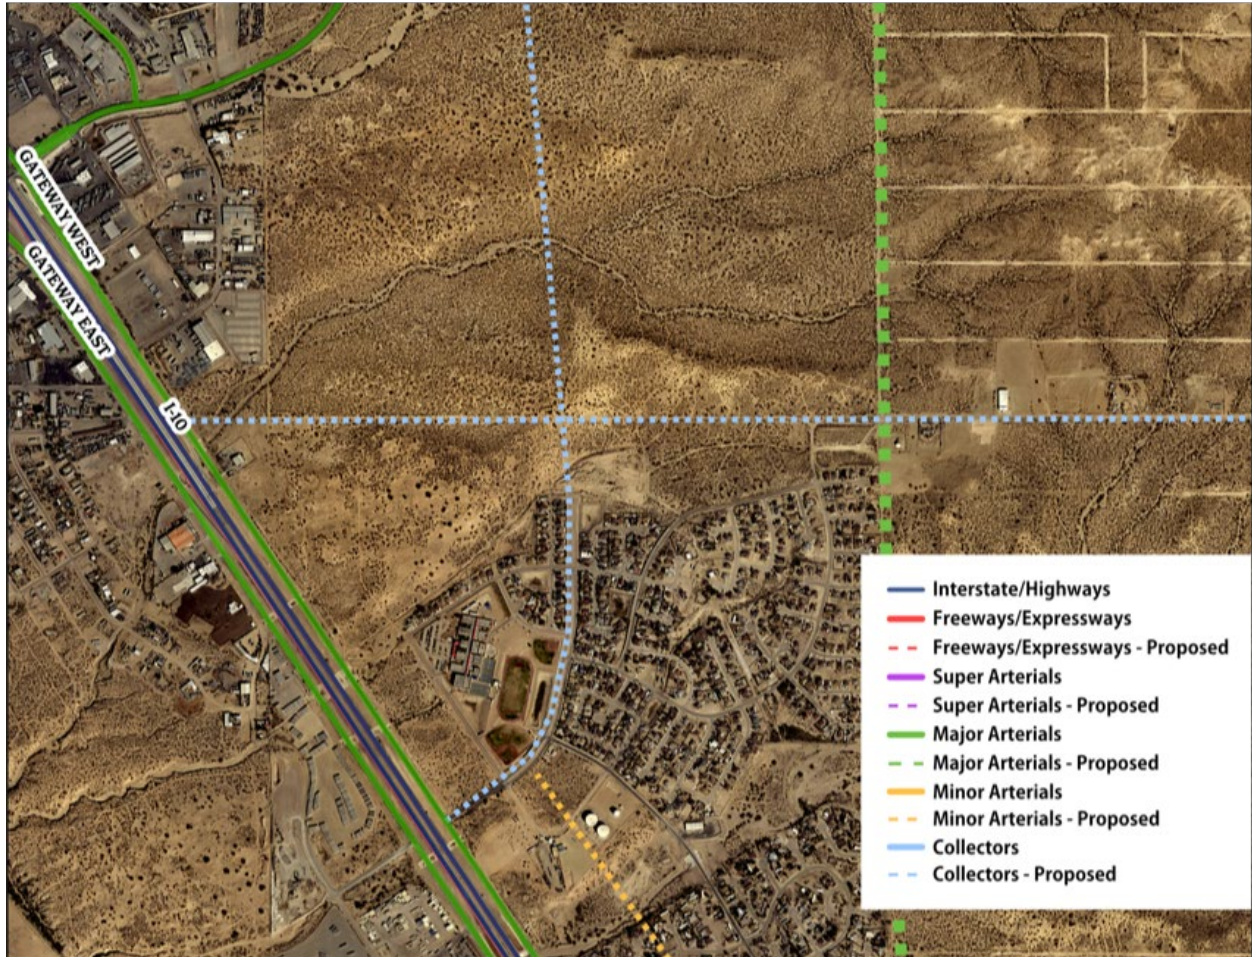 GATEWAY WEST
GATEWAY EAST
I-10
Interstate/Highways
Freeways/Expressways
Freeways/Expressways - Proposed
Super Arterials
Super Arterials - Proposed
Major Arterials
Major Arterials - Proposed
Minor Arterials
Minor Arterials - Proposed
Collectors
Collectors - Proposed